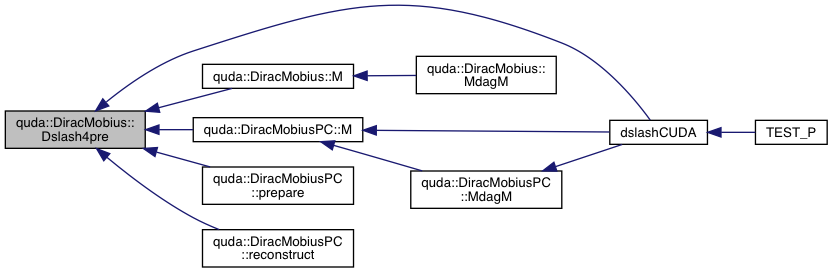 quda::DiracMobius::
Dslash4pre
quda::DiracMobius::M
quda::DiracMobius::
MdagM
quda::DiracMobiusPC::M
dslashCUDA
TEST_P
quda::DiracMobiusPC
::prepare
quda::DiracMobiusPC
::MdagM
quda::DiracMobiusPC
::reconstruct